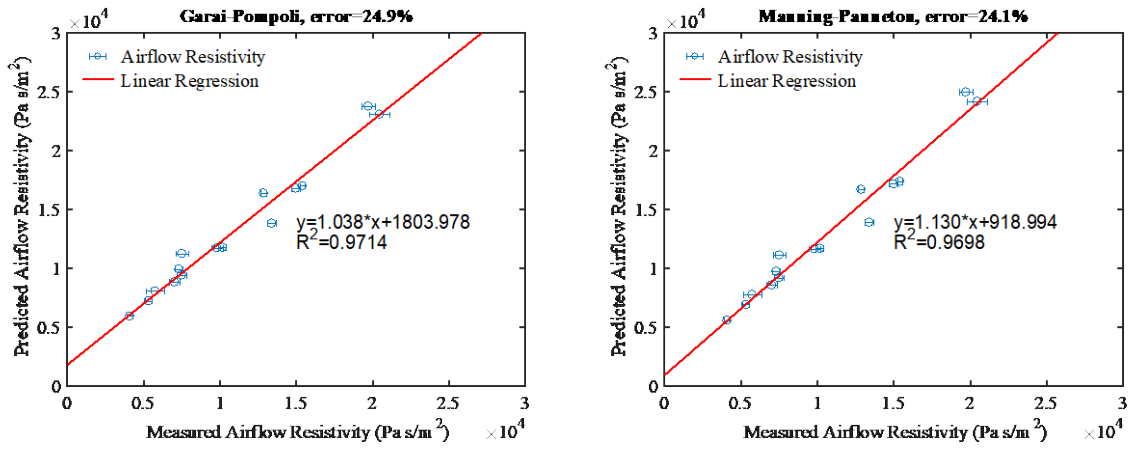 Garai-Pompoli, error=24.9%
×10⁴
Predicted Airflow Resistivity (Pa s/m²)
3
2.5
2
1.5
1
0.5
0
Airflow Resistivity
Linear Regression
y=1.038*x+1803.978
R²=0.9714
0 0.5 1 1.5 2 2.5 3
Measured Airflow Resistivity (Pa s/m²)
×10⁴
Manning-Panneton, error=24.1%
×10⁴
Predicted Airflow Resistivity (Pa s/m²)
3
2.5
2
1.5
1
0.5
0
Airflow Resistivity
Linear Regression
y=1.130*x+918.994
R²=0.9698
0 0.5 1 1.5 2 2.5 3
Measured Airflow Resistivity (Pa s/m²)
×10⁴